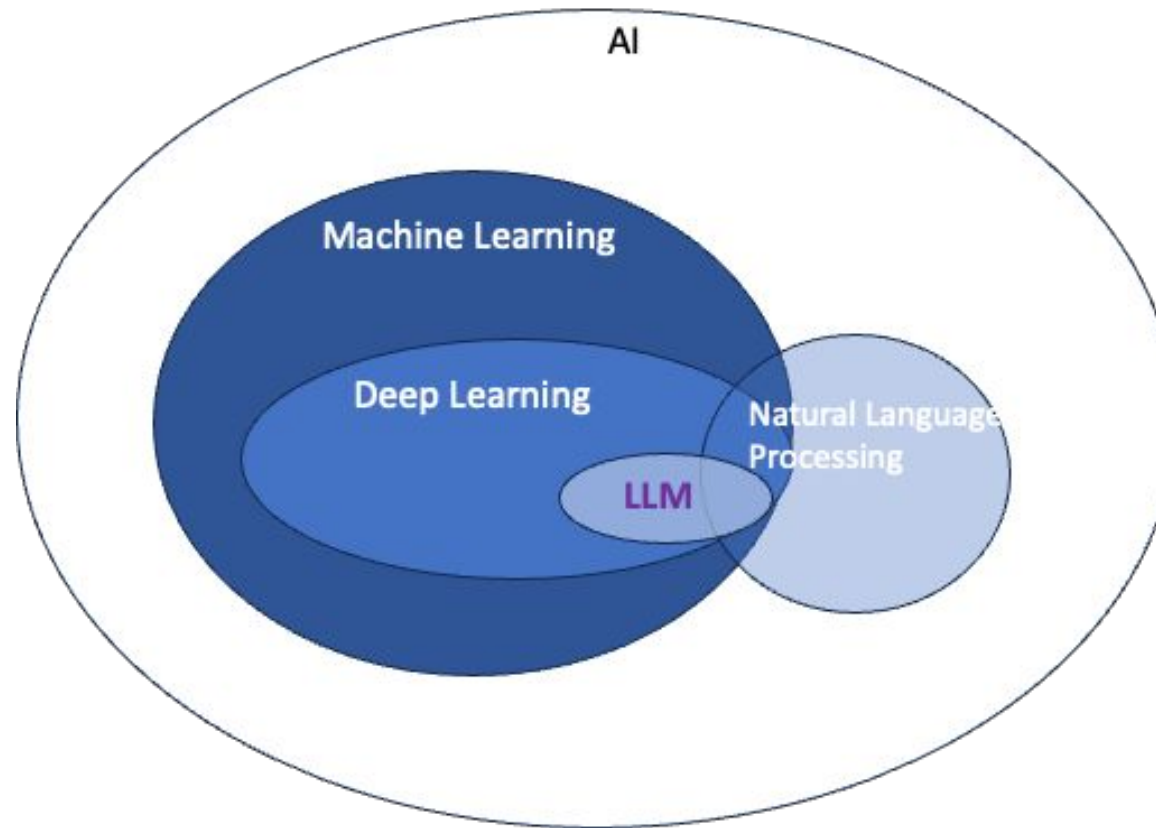 AI
Machine Learning
Deep Learning
Natural Language
Processing
LLM